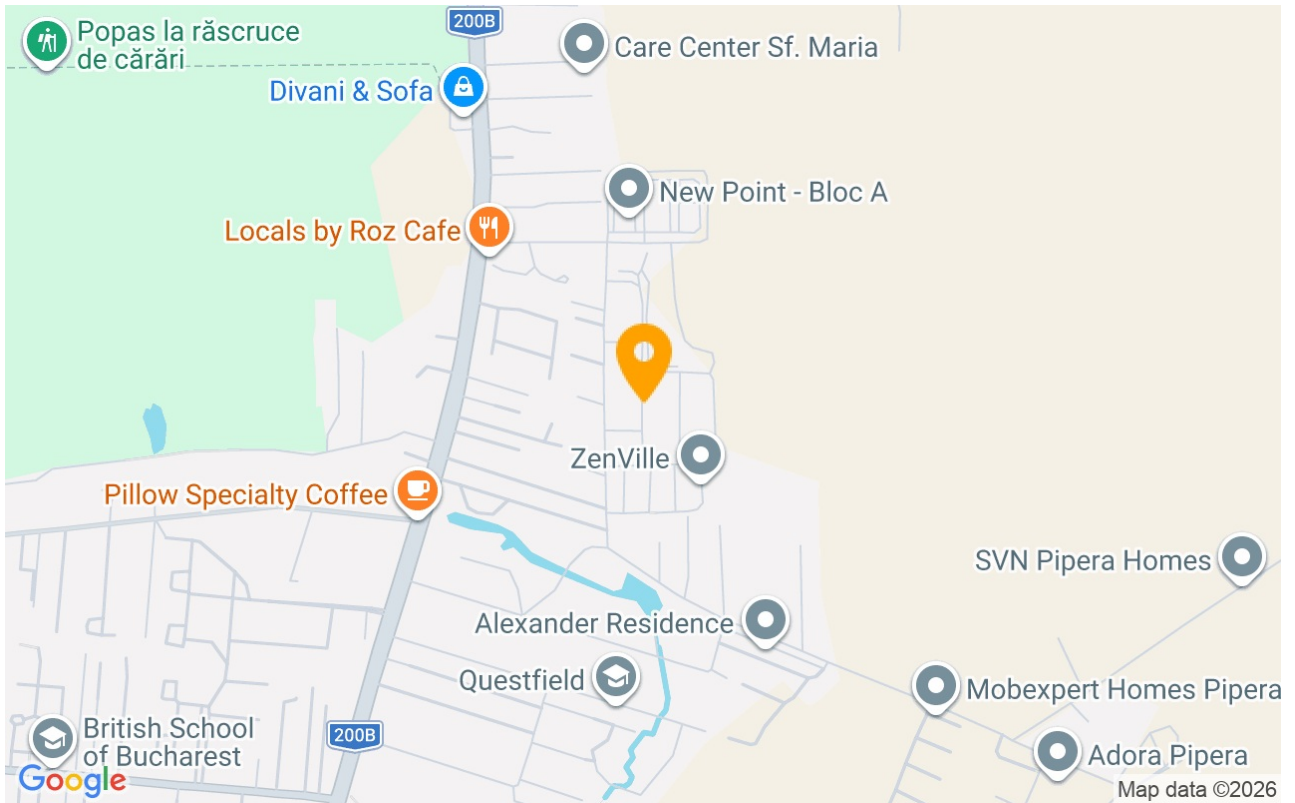 Popas la răscruce
de cărări
200B
Care Center Sf. Maria
Divani & Sofa
New Point - Bloc A
Locals by Roz Cafe
ZenVille
Pillow Specialty Coffee
SVN Pipera Homes
Alexander Residence
Questfield
Mobexpert Homes Pipera
British School
of Bucharest
200B
Adora Pipera
Google
Map data ©2026